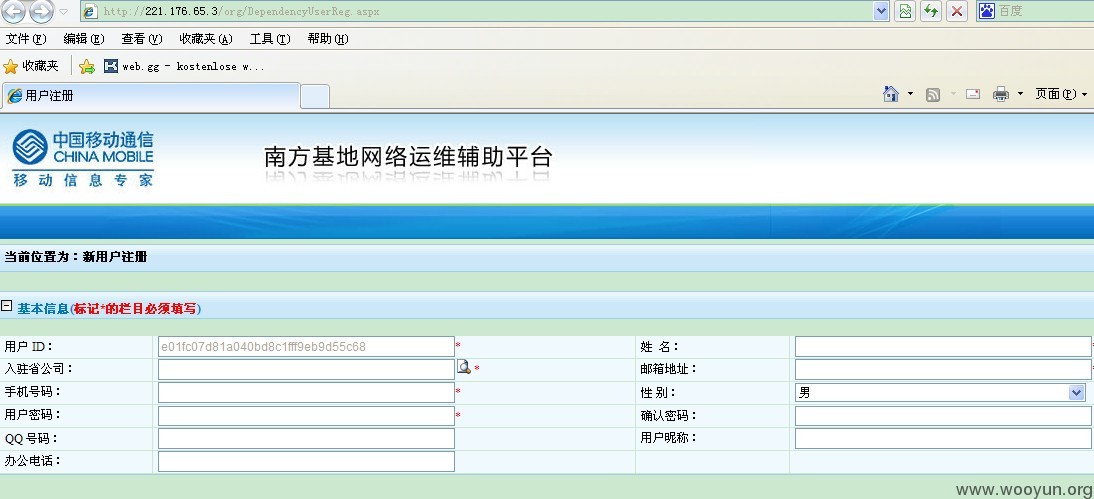 http://221.176.65.3/org/DependencyUserReg.aspx 百度
文件(F) 编辑(E) 查看(V) 收藏夹(A) 工具(T) 帮助(H)
收藏夹 web.gg - kostenlose w...
用户注册 页面(P)
中国移动通信
CHINA MOBILE
移动信息专家
南方基地网络运维辅助平台
当前位置为：新用户注册
基本信息(标记*的栏目必须填写)
用户 ID： e01fc07d81a040bd8c1fff9eb9d55c68 * 姓 名： *
入驻省公司： * 邮箱地址： *
手机号码： * 性 别： 男
用户密码： * 确认密码：
QQ 号码： 用户昵称：
办公电话：
www.wooyun.org